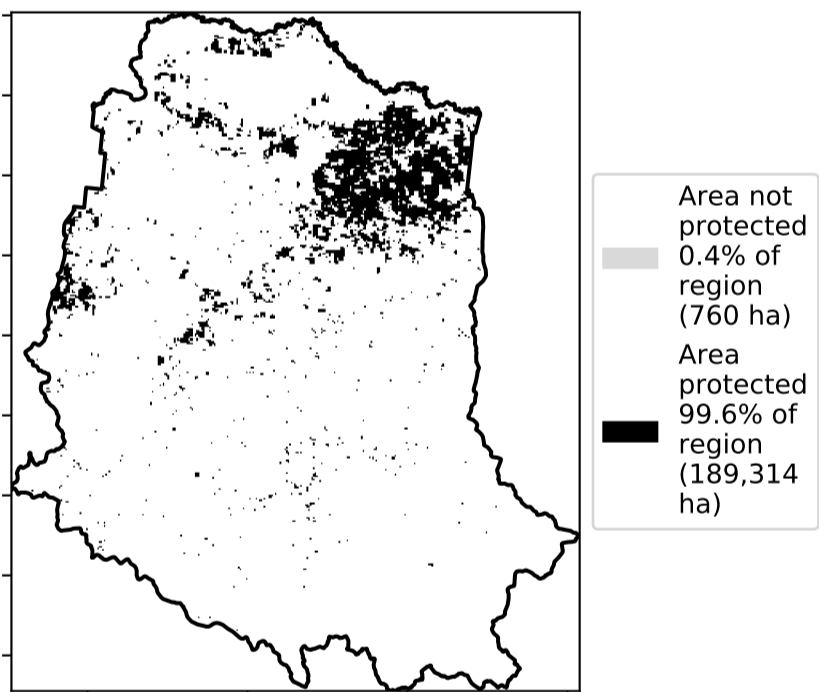 Area not
protected
0.4% of
region
(760 ha)
Area
protected
99.6% of
region
(189,314
ha)